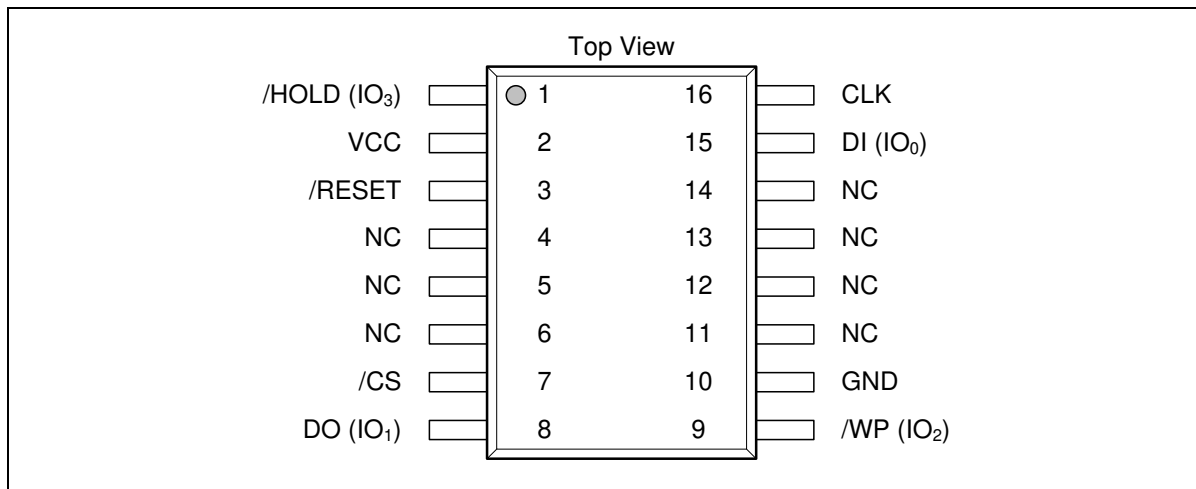 Top View
/HOLD (IO₃) 1 16 CLK
VCC 2 15 DI (IO₀)
/RESET 3 14 NC
NC 4 13 NC
NC 5 12 NC
NC 6 11 NC
/CS 7 10 GND
DO (IO₁) 8 9 /WP (IO₂)